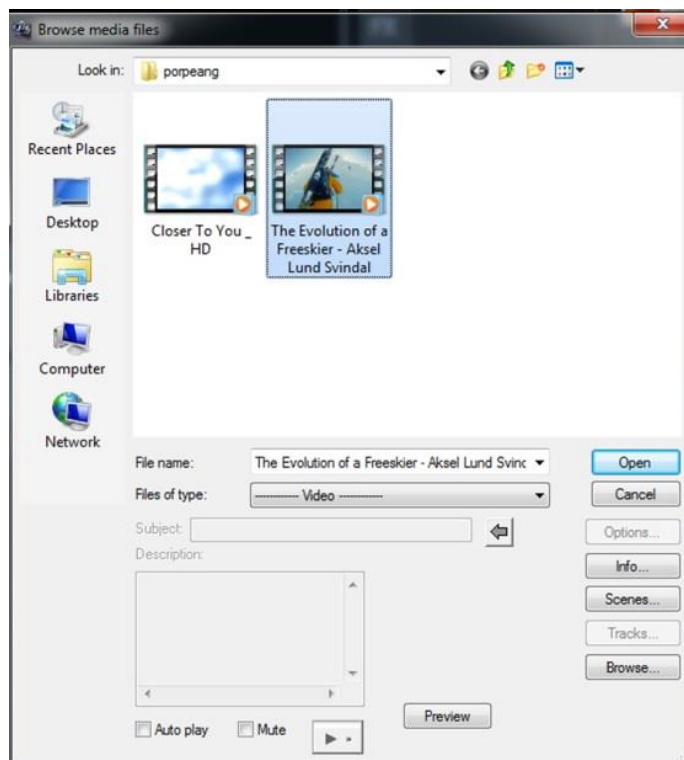 Browse media files
Look in:
porpeang
Recent Places
Desktop
Libraries
Computer
Network
Closer To You _
HD
The Evolution of a
Freeskier - Aksel
Lund Svindal
File name:
The Evolution of a Freeskier - Aksel Lund Svinc
Open
Files of type:
----------- Video -----------
Cancel
Subject:
Options...
Description:
Info...
Scenes...
Tracks...
Browse...
Auto play
Mute
Preview